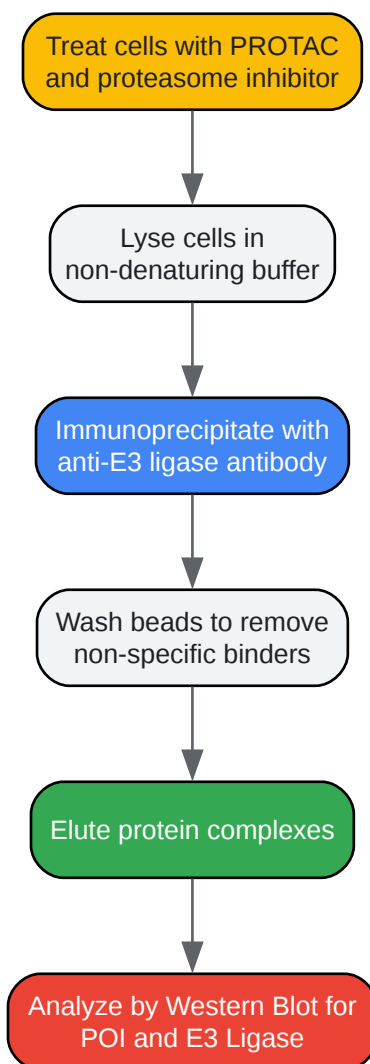 Treat cells with PROTAC
and proteasome inhibitor
Lyse cells in
non-denaturing buffer
Immunoprecipitate with
anti-E3 ligase antibody
Wash beads to remove
non-specific binders
Elute protein complexes
Analyze by Western Blot for
POI and E3 Ligase